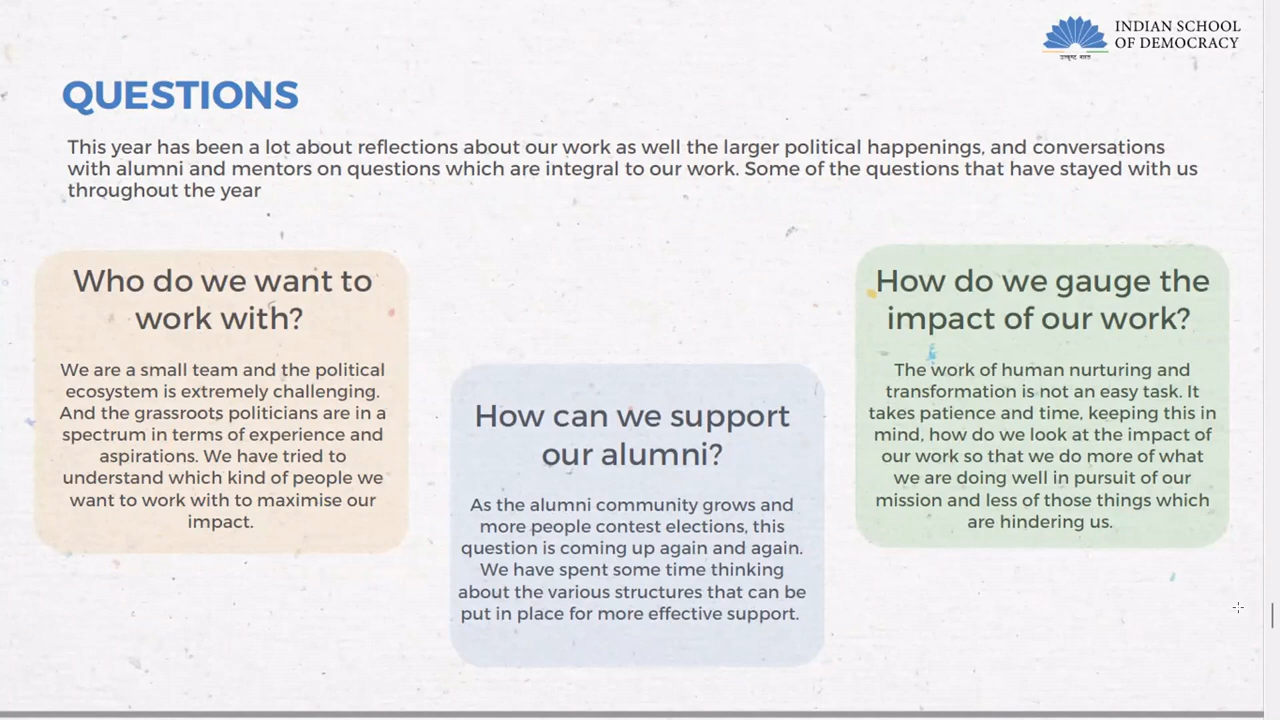 INDIAN SCHOOL
OF DEMOCRACY
उत्कृष्ट भारत
QUESTIONS
This year has been a lot about reflections about our work as well the larger political happenings, and conversations
with alumni and mentors on questions which are integral to our work. Some of the questions that have stayed with us
throughout the year
Who do we want to
work with?
We are a small team and the political
ecosystem is extremely challenging.
And the grassroots politicians are in a
spectrum in terms of experience and
aspirations. We have tried to
understand which kind of people we
want to work with to maximise our
impact.
How can we support
our alumni?
As the alumni community grows and
more people contest elections, this
question is coming up again and again.
We have spent some time thinking
about the various structures that can be
put in place for more effective support.
How do we gauge the
impact of our work?
The work of human nurturing and
transformation is not an easy task. It
takes patience and time, keeping this in
mind, how do we look at the impact of
our work so that we do more of what
we are doing well in pursuit of our
mission and less of those things which
are hindering us.